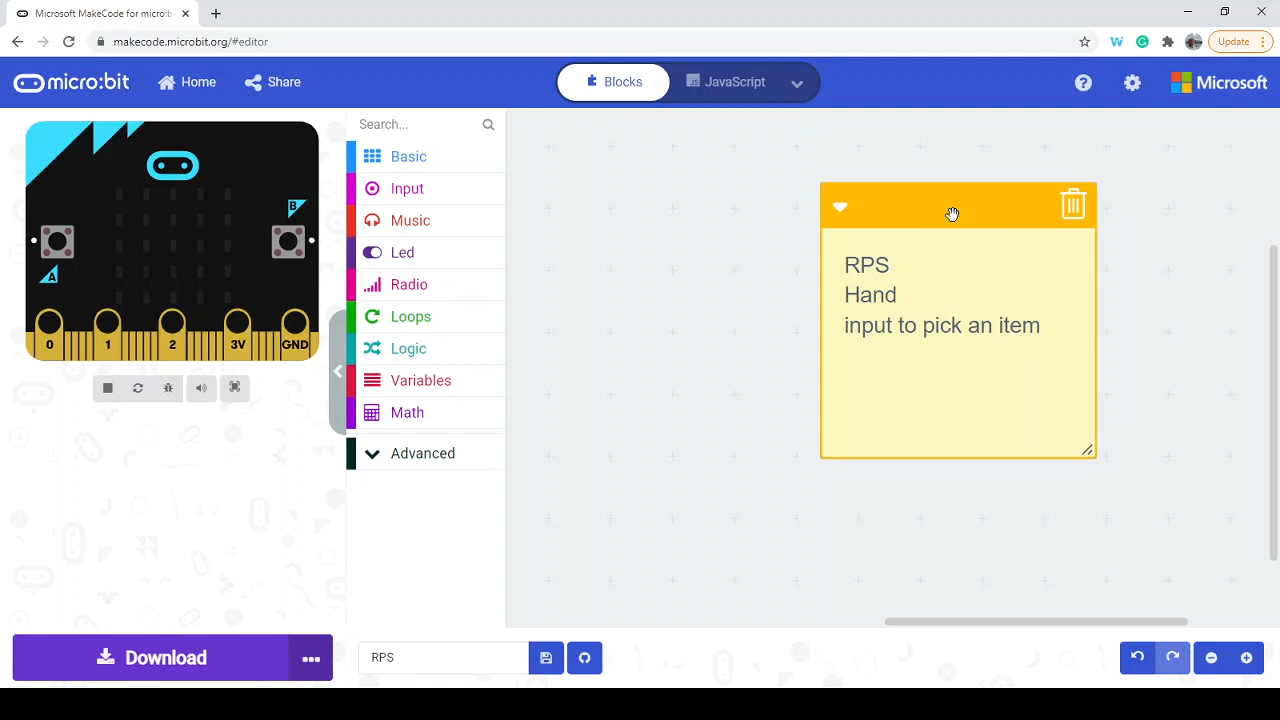 Microsoft MakeCode for micro:b
makecode.microbit.org/#editor
Update
micro:bit
Home
Share
Blocks
JavaScript
Microsoft
Search...
Basic
Input
Music
Led
Radio
Loops
Logic
Variables
Math
Advanced
A
B
0
1
2
3V
GND
RPS
Hand
input to pick an item
Download
RPS